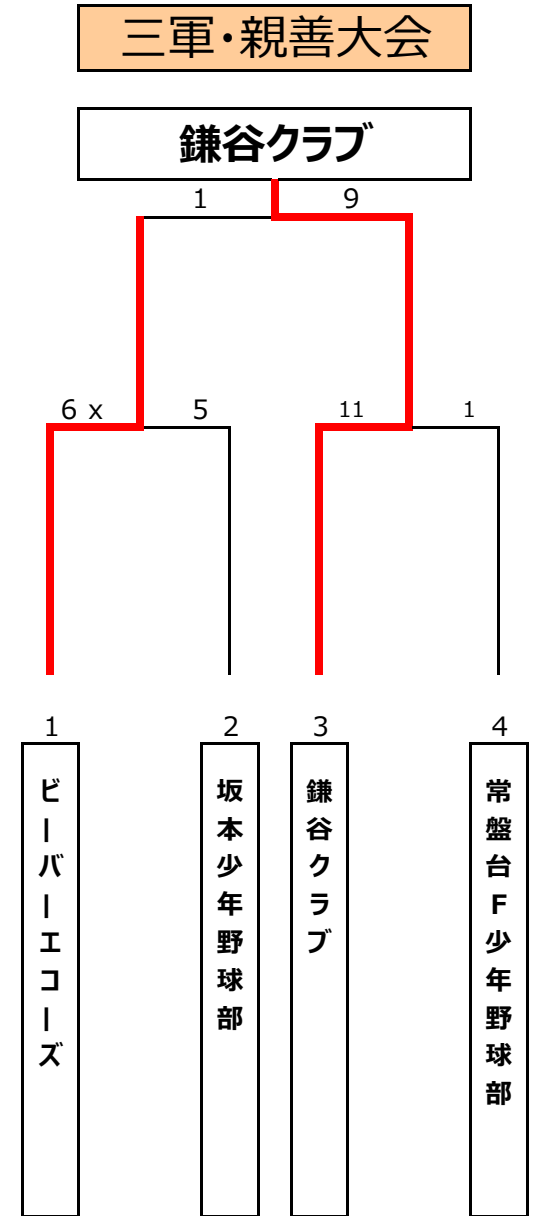 三軍・親善大会
鎌谷クラブ
1 9
6 x 5 11 1
1 2 3 4
ビーバーエコーズ
坂本少年野球部
鎌谷クラブ
常盤台F少年野球部